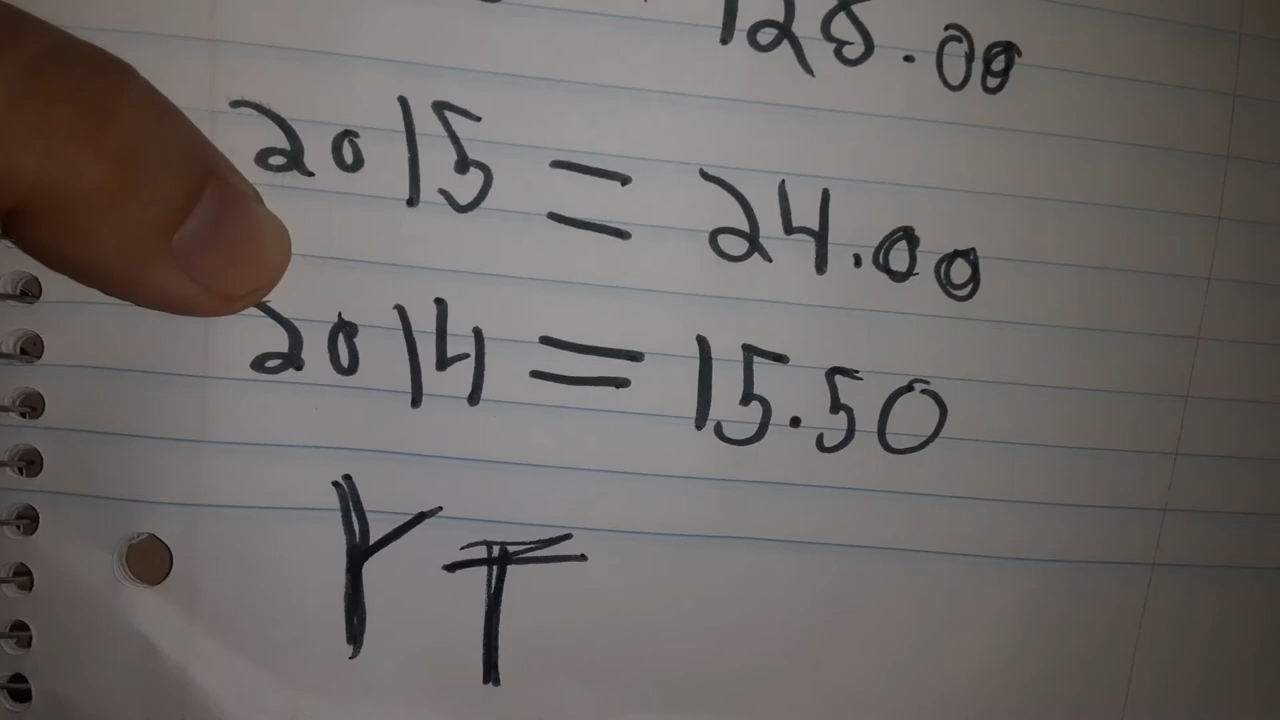 128.00
2015 = 24.00
2014 = 15.50
YT